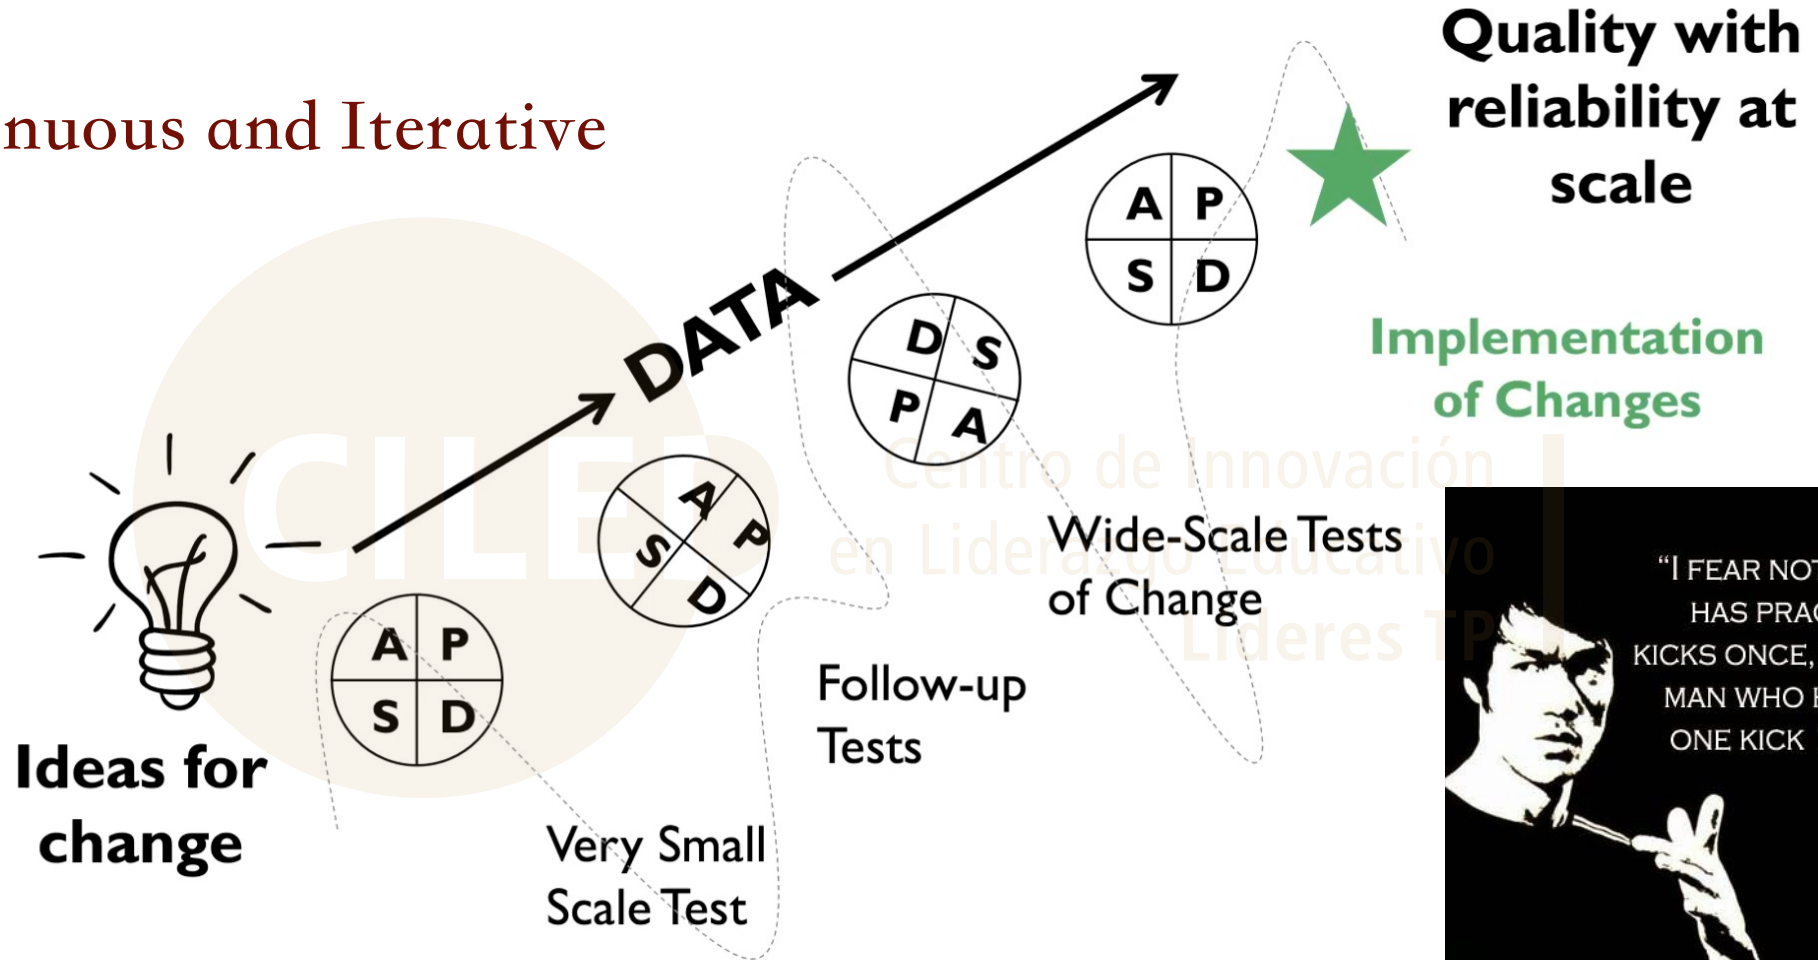 Quality with
reliability at
scale
nuous and Iterative
DATA
A P
S D
D S
P A
A P
S D
A P
S D
Implementation
of Changes
CILED
Centro de Innovación
en Liderazgo Educativo
Líderes TP
Wide-Scale Tests
of Change
Follow-up
Tests
Very Small
Scale Test
Ideas for
change
“I FEAR NOT
HAS PRAC
KICKS ONCE,
MAN WHO H
ONE KICK